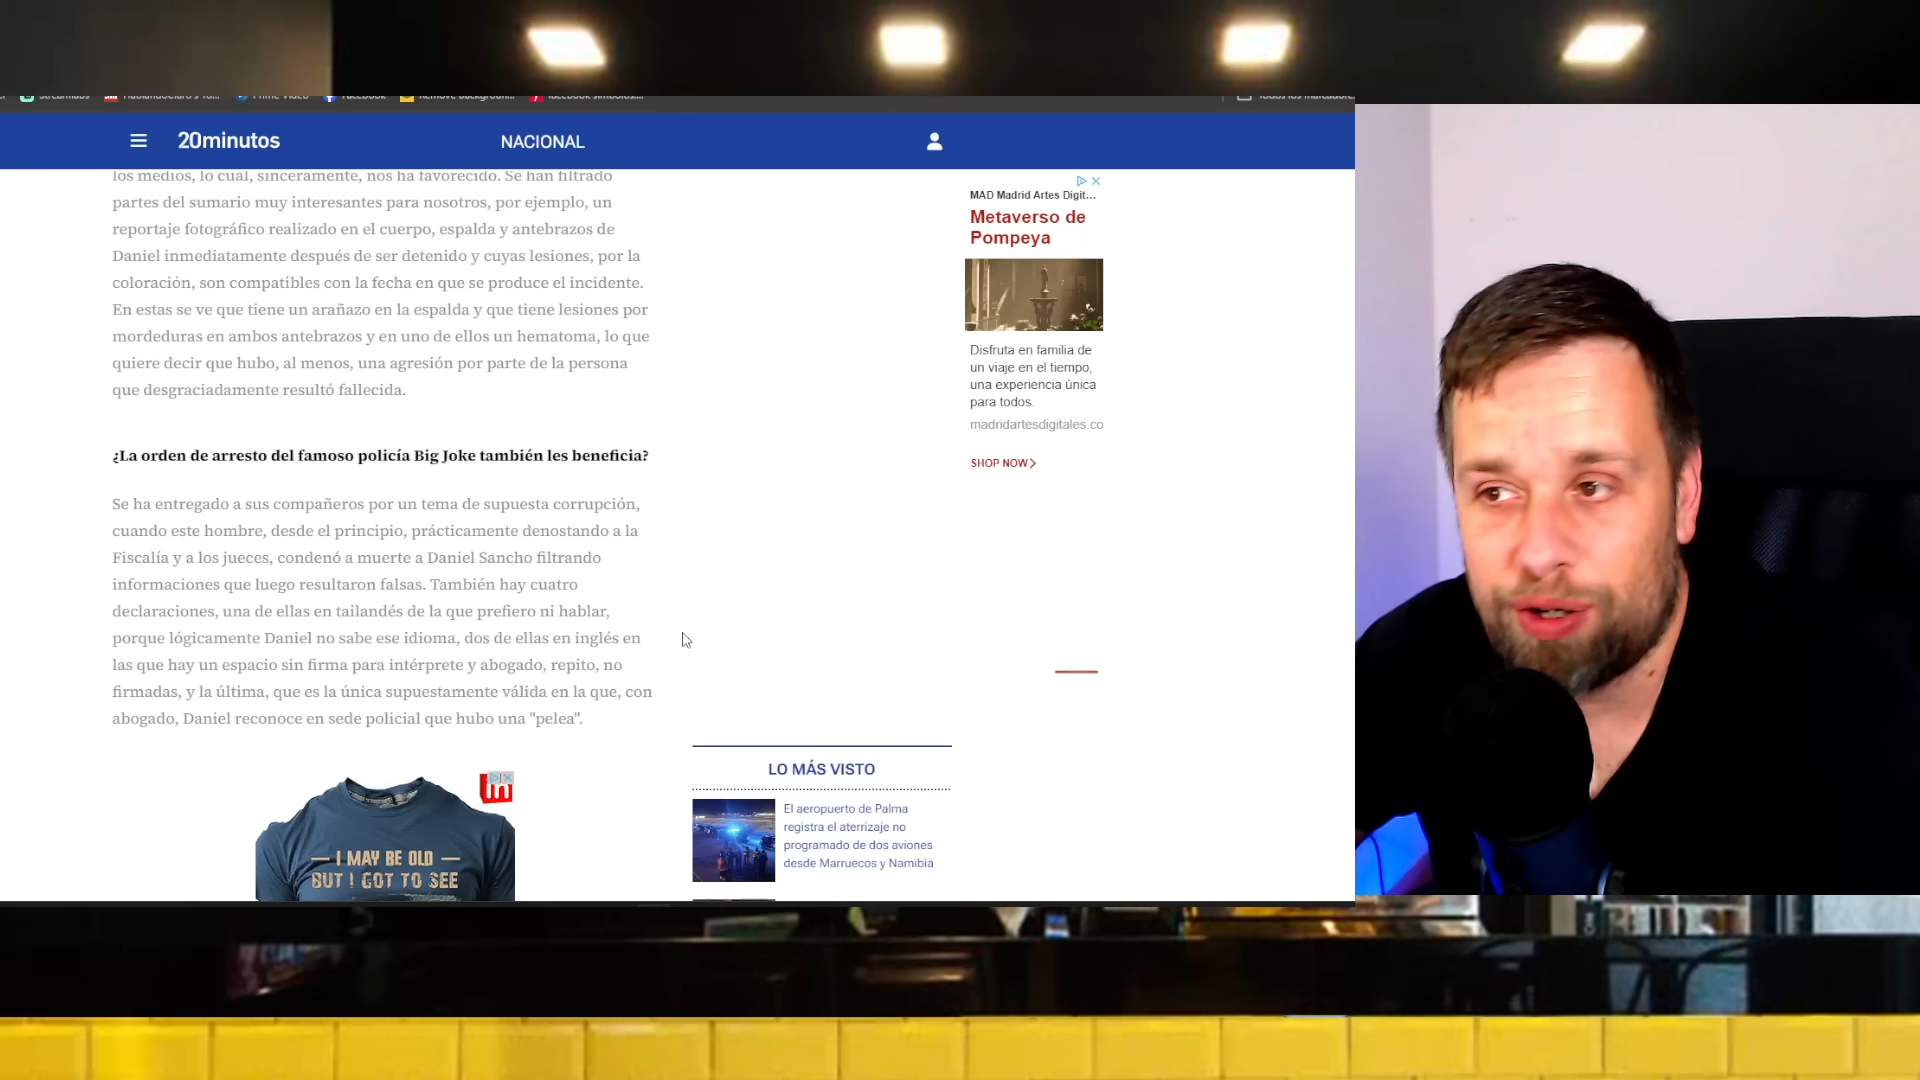 Streamlabs
Prime Video
Facebook
Remove Backgroun...
facebook simbolos:...
Todos los marcadore
20minutos
NACIONAL
los medios, lo cual, sinceramente, nos ha favorecido. Se han filtrado
partes del sumario muy interesantes para nosotros, por ejemplo, un
reportaje fotográfico realizado en el cuerpo, espalda y antebrazos de
Daniel inmediatamente después de ser detenido y cuyas lesiones, por la
coloración, son compatibles con la fecha en que se produce el incidente.
En estas se ve que tiene un arañazo en la espalda y que tiene lesiones por
mordeduras en ambos antebrazos y en uno de ellos un hematoma, lo que
quiere decir que hubo, al menos, una agresión por parte de la persona
que desgraciadamente resultó fallecida.
¿La orden de arresto del famoso policía Big Joke también les beneficia?
Se ha entregado a sus compañeros por un tema de supuesta corrupción,
cuando este hombre, desde el principio, prácticamente denostando a la
Fiscalía y a los jueces, condenó a muerte a Daniel Sancho filtrando
informaciones que luego resultaron falsas. También hay cuatro
declaraciones, una de ellas en tailandés de la que prefiero ni hablar,
porque lógicamente Daniel no sabe ese idioma, dos de ellas en inglés en
las que hay un espacio sin firma para intérprete y abogado, repito, no
firmadas, y la última, que es la única supuestamente válida en la que, con
abogado, Daniel reconoce en sede policial que hubo una "pelea".
MAD Madrid Artes Digit...
Metaverso de
Pompeya
Disfruta en familia de
un viaje en el tiempo,
una experiencia única
para todos.
madridartesdigitales.co
SHOP NOW
LO MÁS VISTO
El aeropuerto de Palma
registra el aterrizaje no
programado de dos aviones
desde Marruecos y Namibia
I MAY BE OLD
BUT I GOT TO SEE